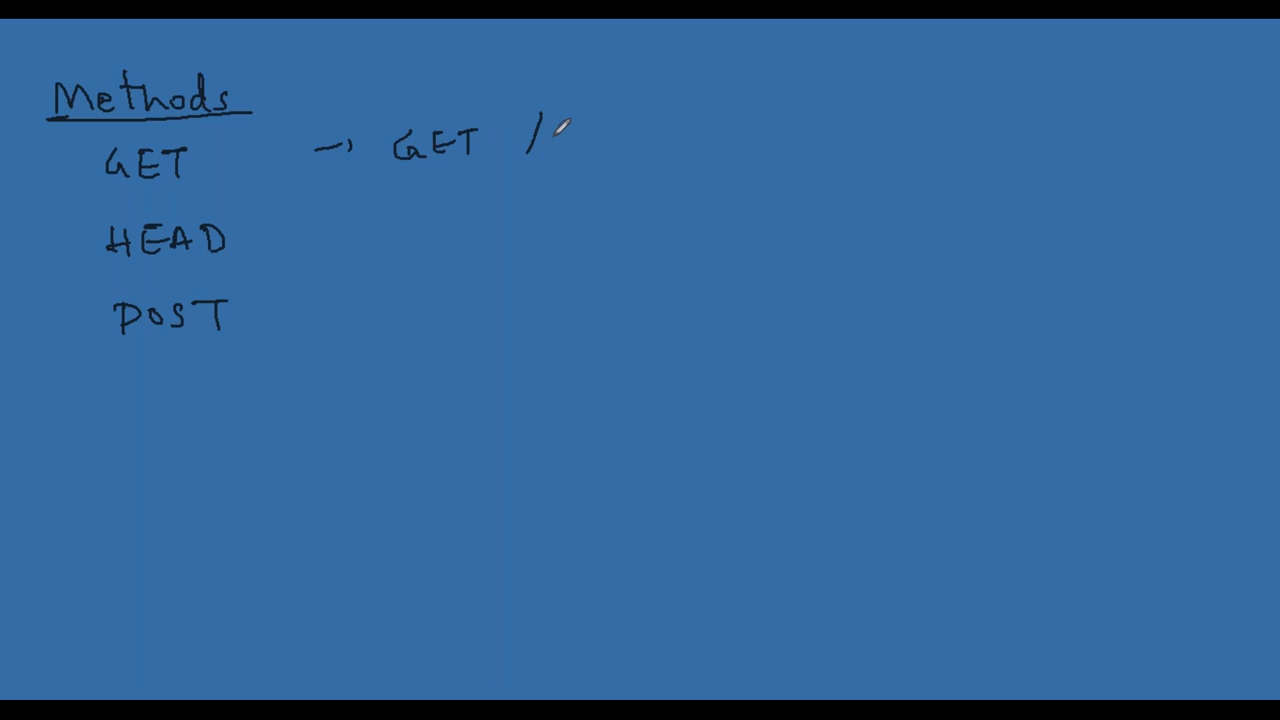 Methods
GET → GET /
HEAD
POST